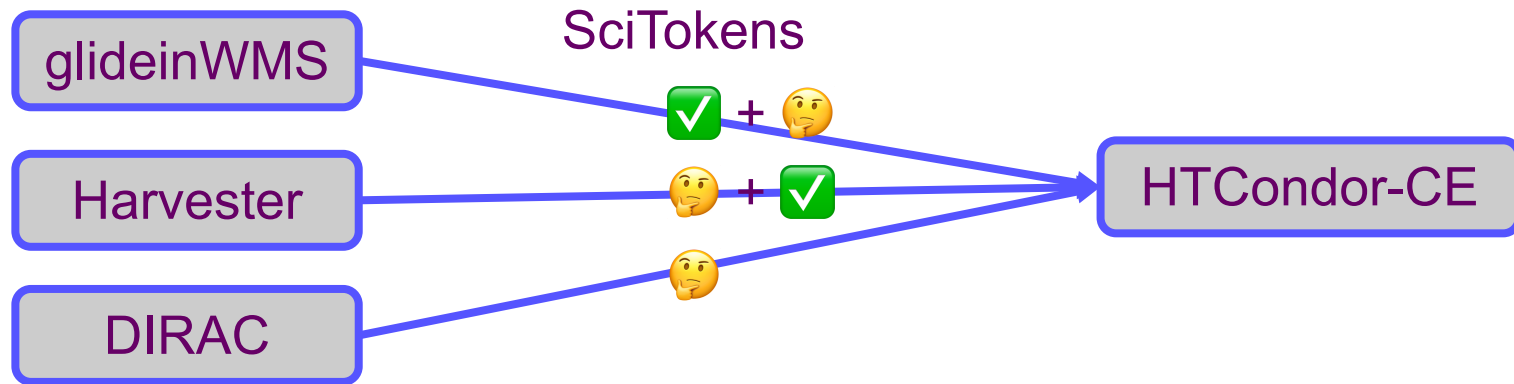 SciTokens
glideinWMS
✅ + 🤔
Harvester
🤔 + ✅
HTCondor-CE
🤔
DIRAC